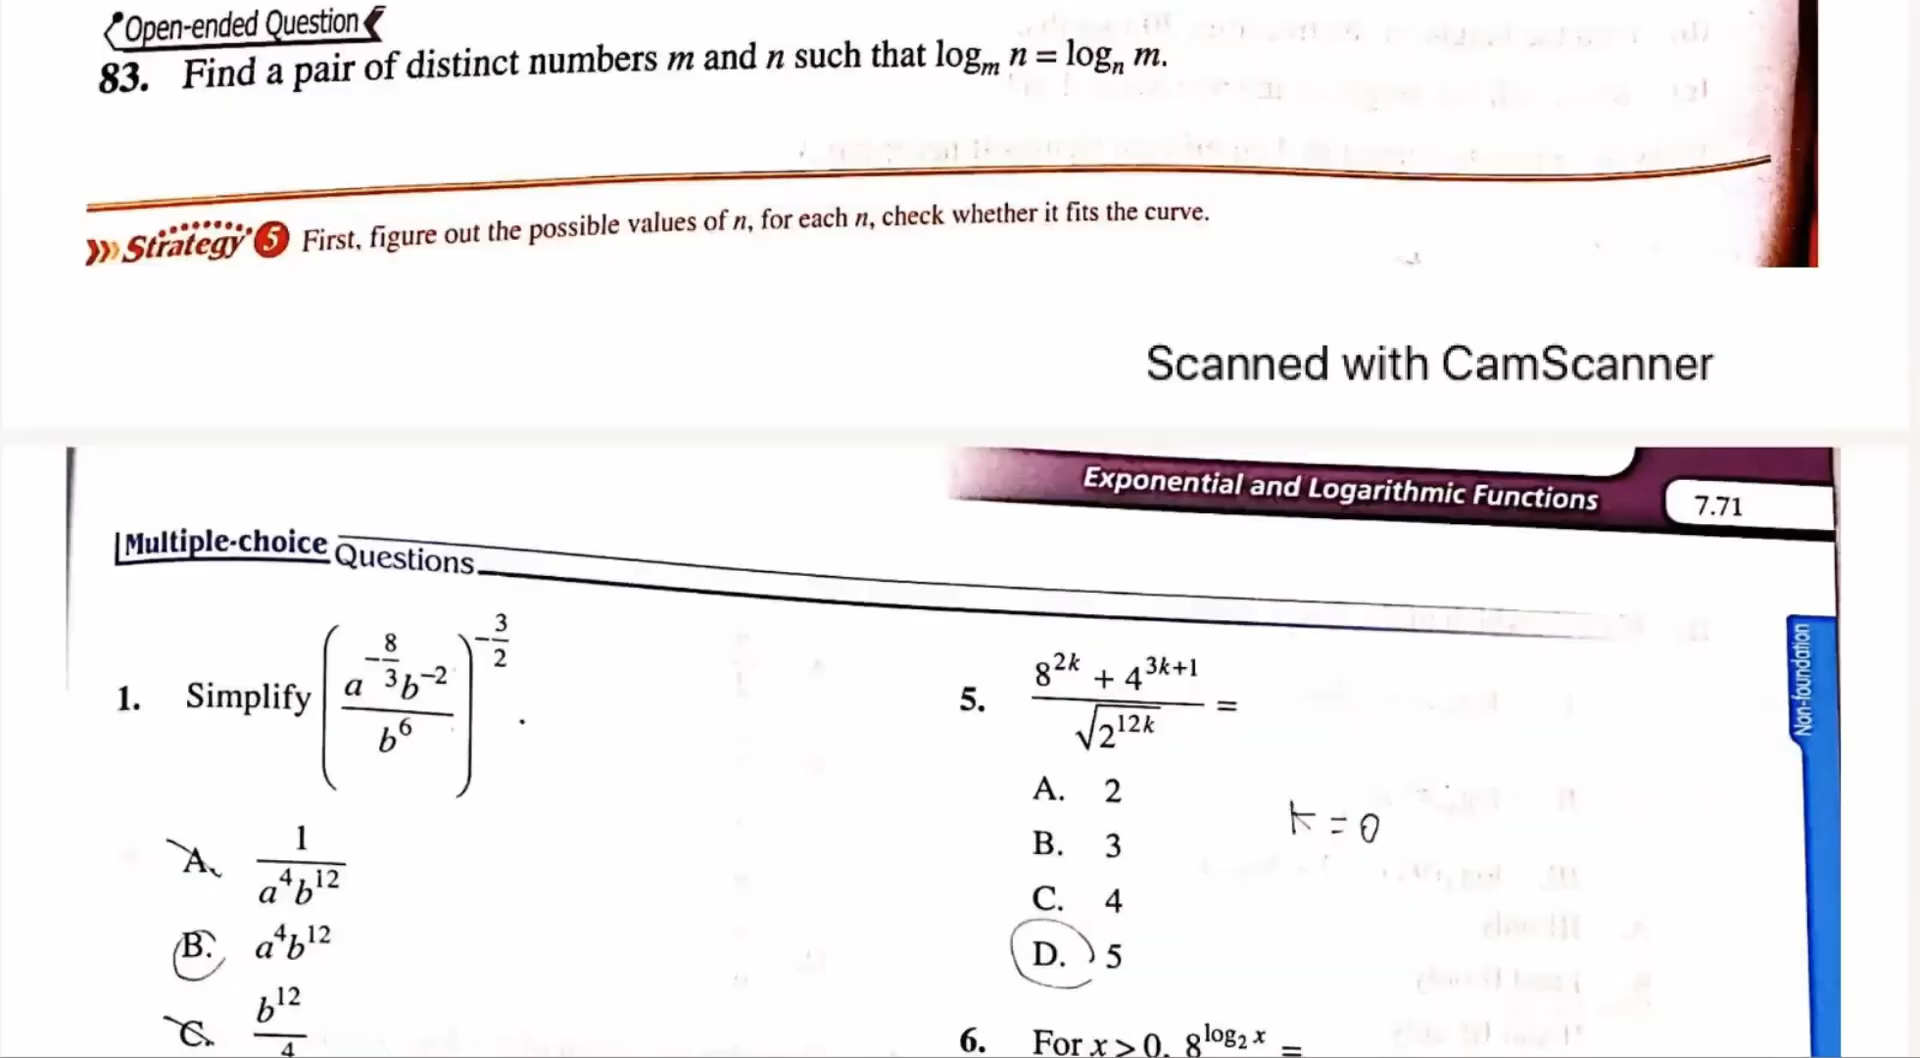 Open-ended Question
83. Find a pair of distinct numbers m and n such that logₘ n = logₙ m.
Strategy 5 First, figure out the possible values of n, for each n, check whether it fits the curve.
Scanned with CamScanner
Exponential and Logarithmic Functions 7.71
Multiple-choice Questions
Non-foundation
1. Simplify (a^(-8/3) b^(-2) / b^6)^(-3/2).
A. 1/(a^4 b^12)
B. a^4 b^12
C. b^12 / 4
5. (8^(2k) + 4^(3k+1)) / √(2^(12k)) =
A. 2
B. 3
C. 4
D. 5
k = 0
6. For x > 0, 8^(log₂ x) =